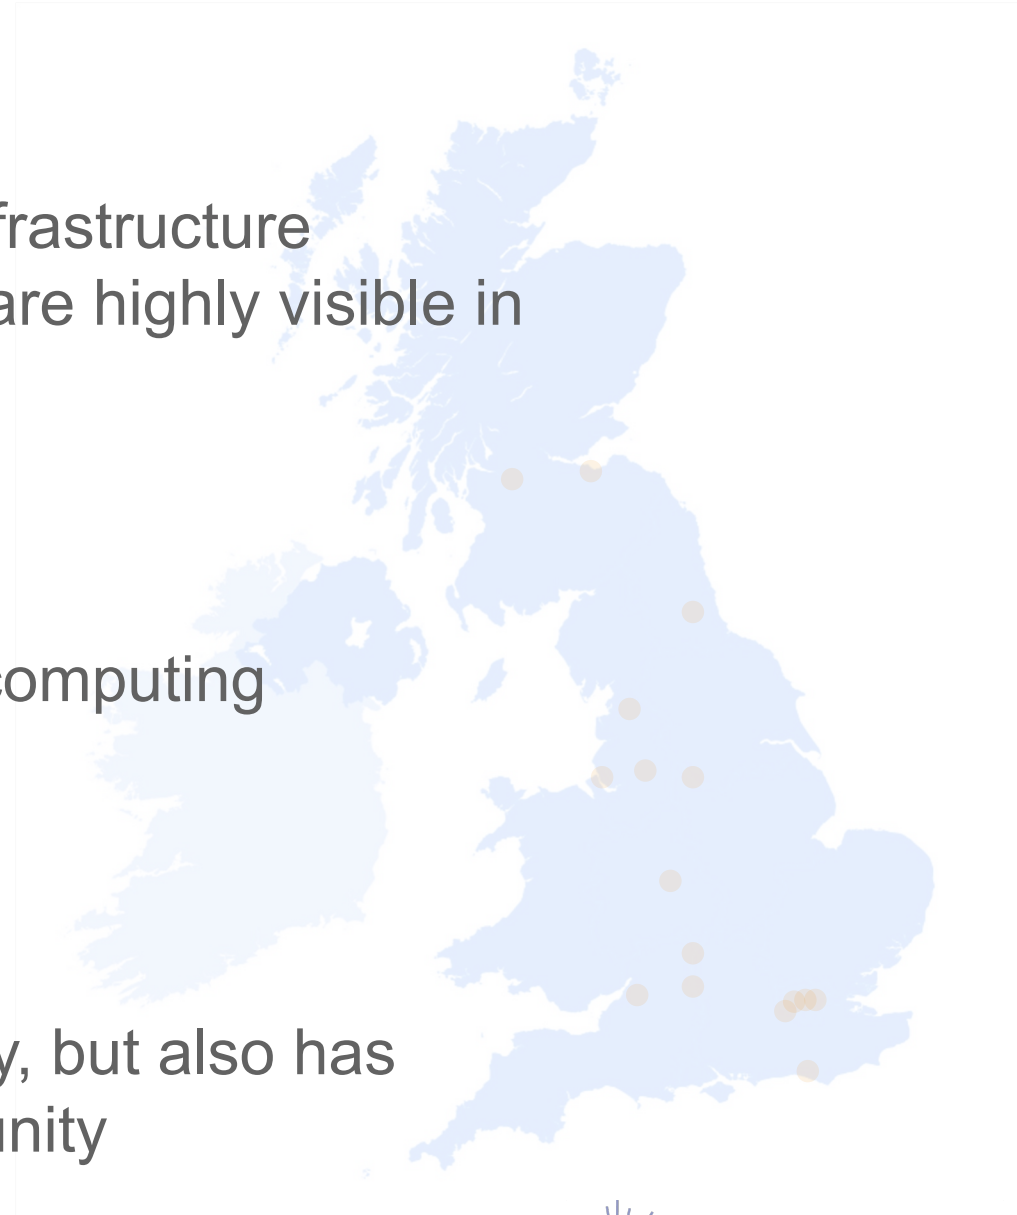 frastructure
are highly visible in
computing
y, but also has
unity